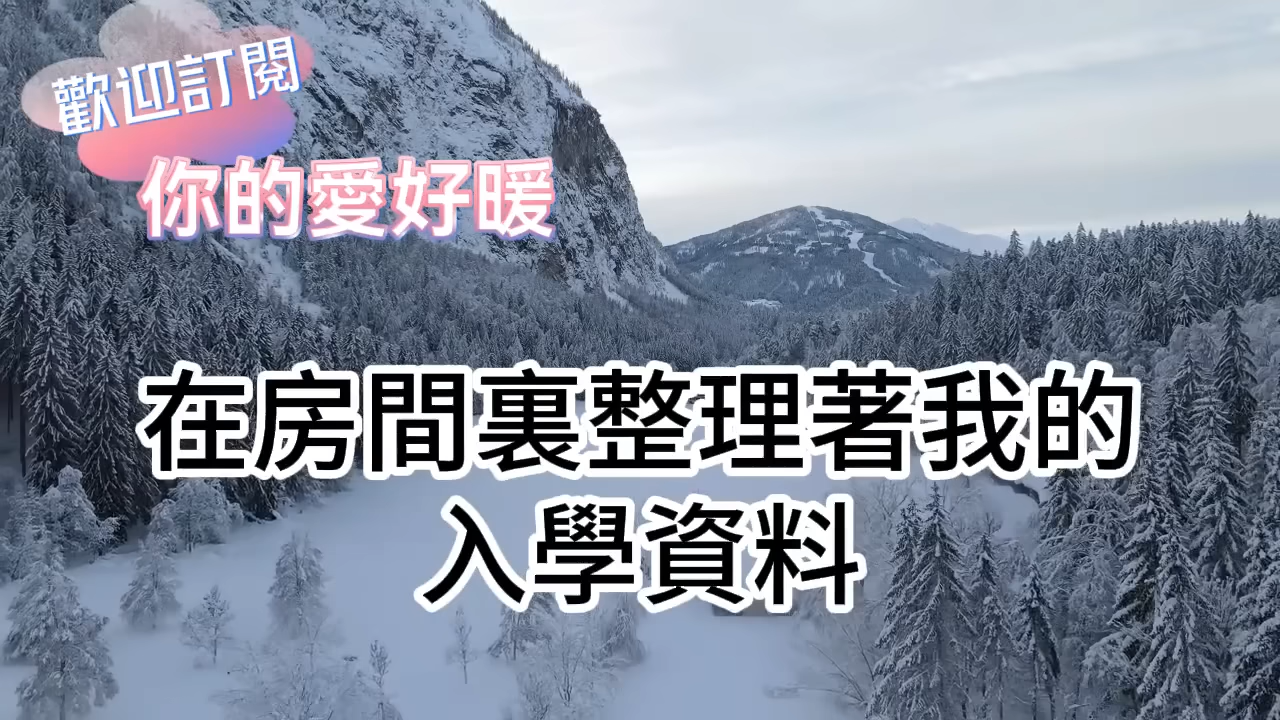 歡迎訂閱
你的愛好暖
在房間裏整理著我的
入學資料